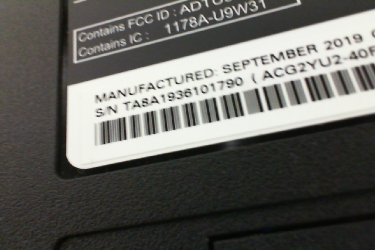 Contains FCC ID :
Contains IC : 1178A-U9W31
MANUFACTURED: SEPTEMBER 2019
S/N TA8A1936101790 ( ACG2YU2-40